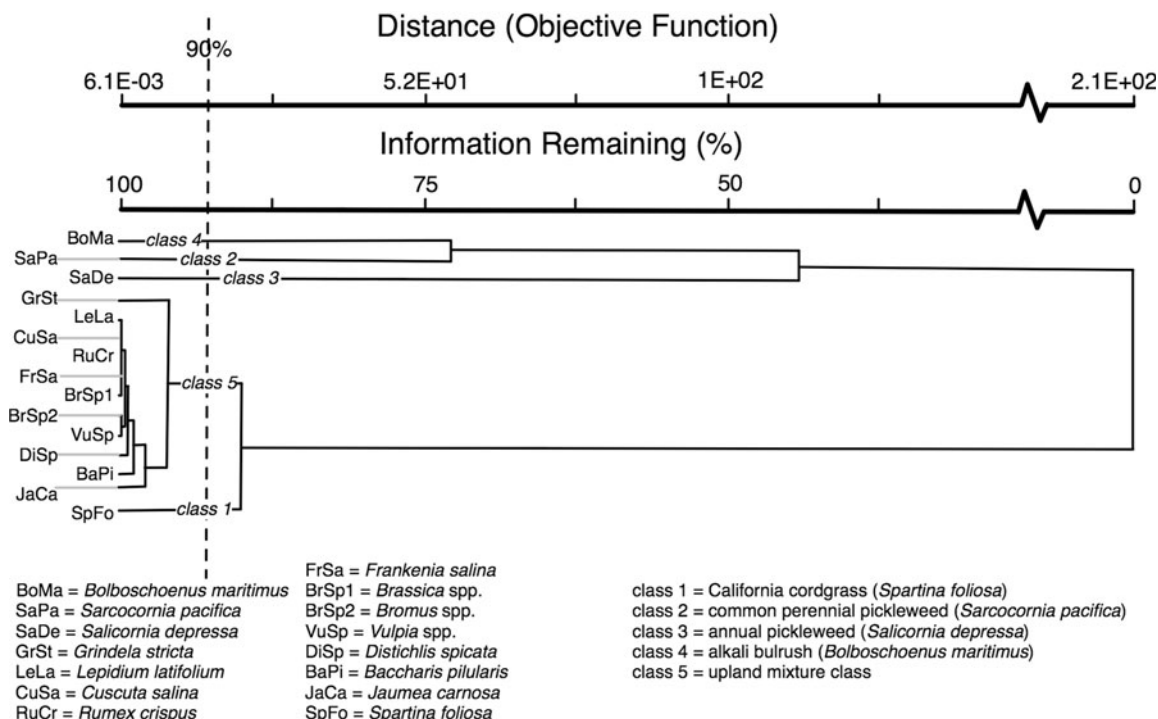 Distance (Objective Function)
90%
6.1E-03 5.2E+01 1E+02 2.1E+02
Information Remaining (%)
100 75 50 0
BoMa class 4
SaPa class 2
SaDe class 3
GrSt
LeLa
CuSa
RuCr
FrSa class 5
BrSp1
BrSp2
VuSp
DiSp
BaPi
JaCa
SpFo class 1
BoMa = Bolboschoenus maritimus
SaPa = Sarcocornia pacifica
SaDe = Salicornia depressa
GrSt = Grindela stricta
LeLa = Lepidium latifolium
CuSa = Cuscuta salina
RuCr = Rumex crispus
FrSa = Frankenia salina
BrSp1 = Brassica spp.
BrSp2 = Bromus spp.
VuSp = Vulpia spp.
DiSp = Distichlis spicata
BaPi = Baccharis pilularis
JaCa = Jaumea carnosa
SpFo = Spartina foliosa
class 1 = California cordgrass (Spartina foliosa)
class 2 = common perennial pickleweed (Sarcocornia pacifica)
class 3 = annual pickleweed (Salicornia depressa)
class 4 = alkali bulrush (Bolboschoenus maritimus)
class 5 = upland mixture class